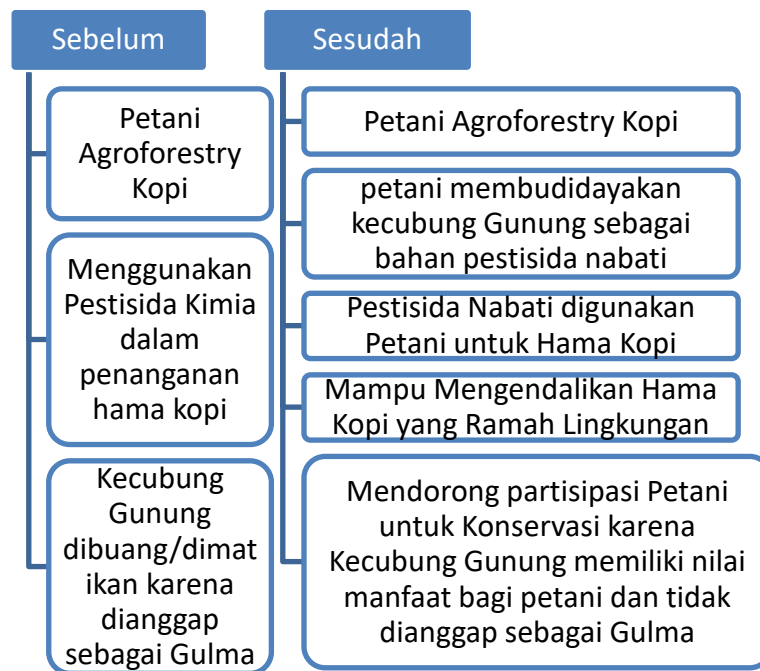 Sebelum
Petani
Agroforestry
Kopi
Menggunakan
Pestisida Kimia
dalam
penanganan
hama kopi
Kecubung
Gunung
dibuang/dimat
ikan karena
dianggap
sebagai Gulma
Sesudah
Petani Agroforestry Kopi
petani membudidayakan
kecubung Gunung sebagai
bahan pestisida nabati
Pestisida Nabati digunakan
Petani untuk Hama Kopi
Mampu Mengendalikan Hama
Kopi yang Ramah Lingkungan
Mendorong partisipasi Petani
untuk Konservasi karena
Kecubung Gunung memiliki nilai
manfaat bagi petani dan tidak
dianggap sebagai Gulma